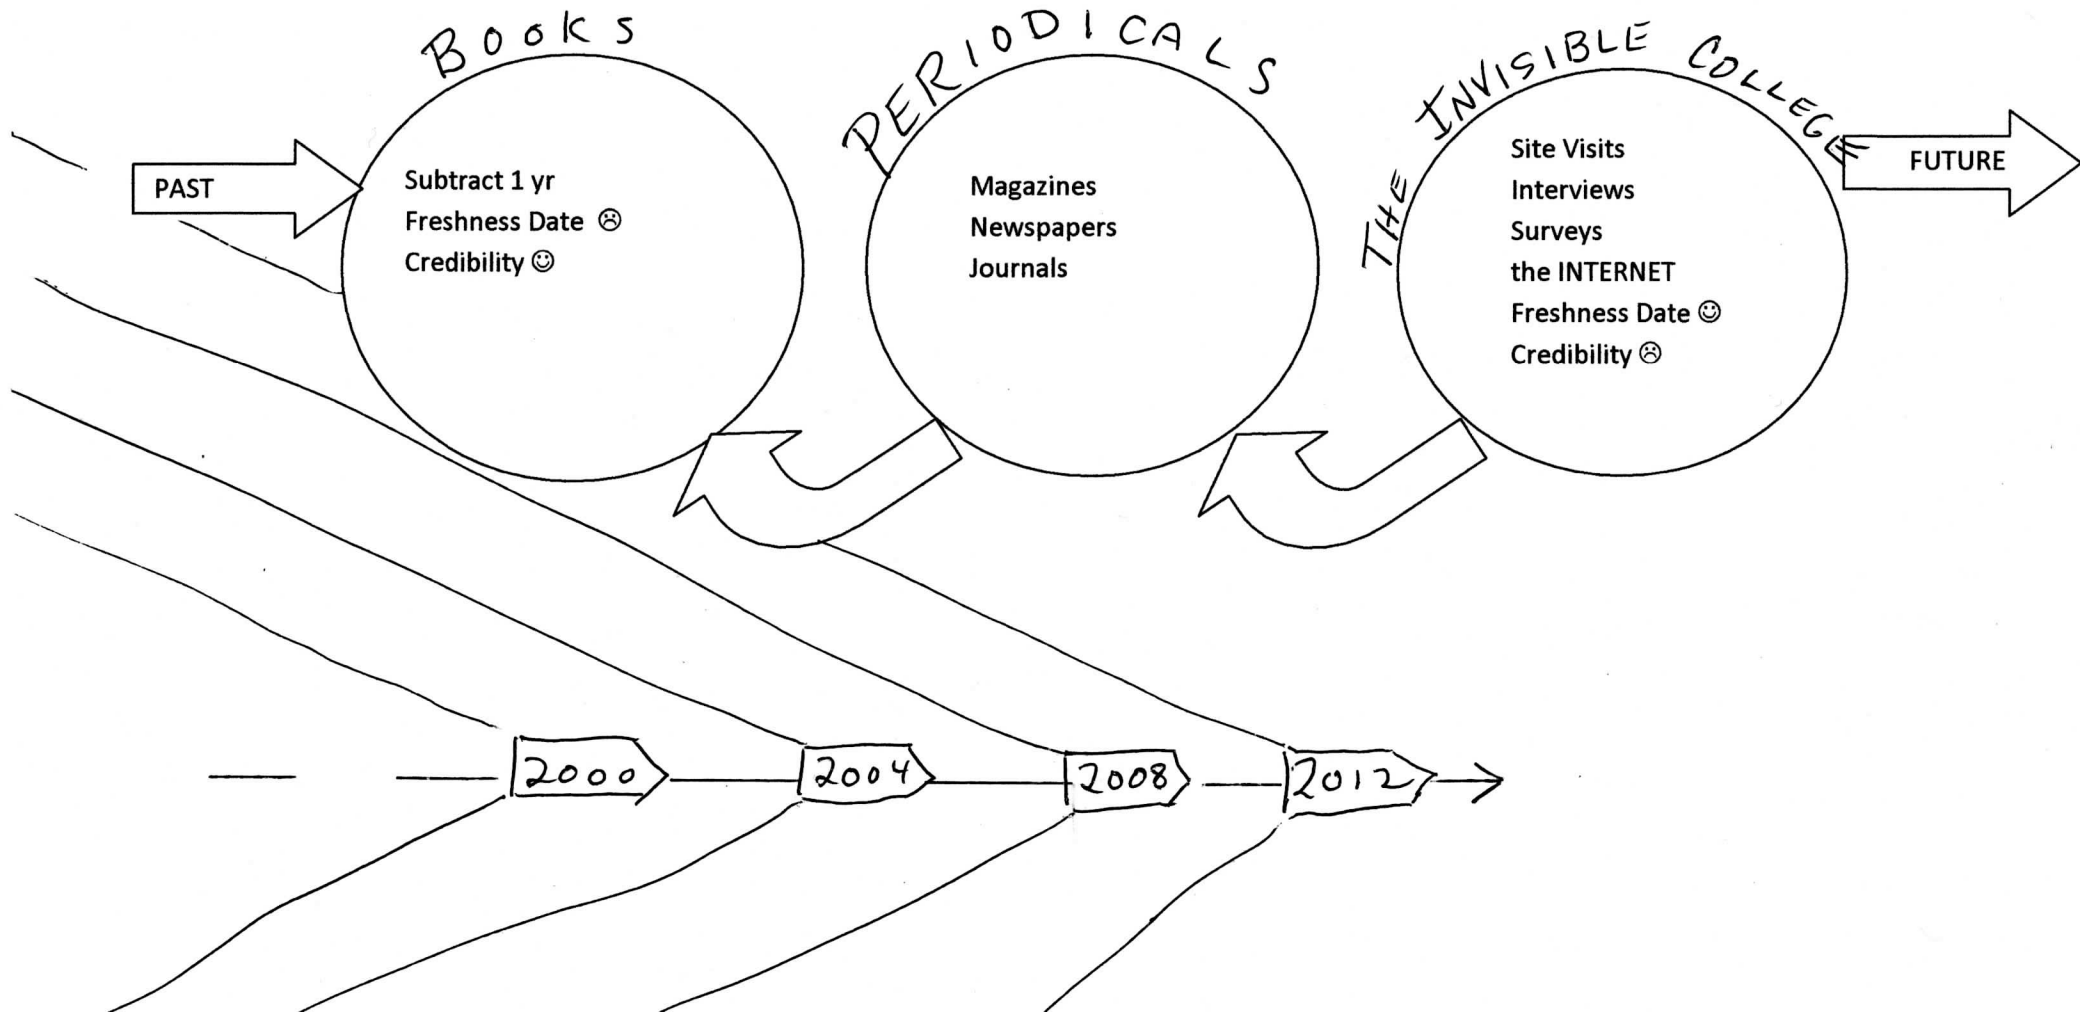 BOOKS
PERIODICALS
THE INVISIBLE COLLEGE
PAST
Subtract 1 yr
Freshness Date ☹
Credibility ☺
Magazines
Newspapers
Journals
Site Visits
Interviews
Surveys
the INTERNET
Freshness Date ☺
Credibility ☹
FUTURE
2000
2004
2008
2012